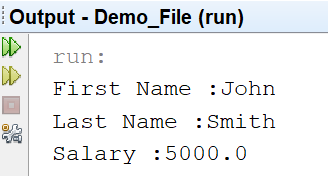 Output - Demo_File (run)
run:
First Name :John
Last Name :Smith
Salary :5000.0